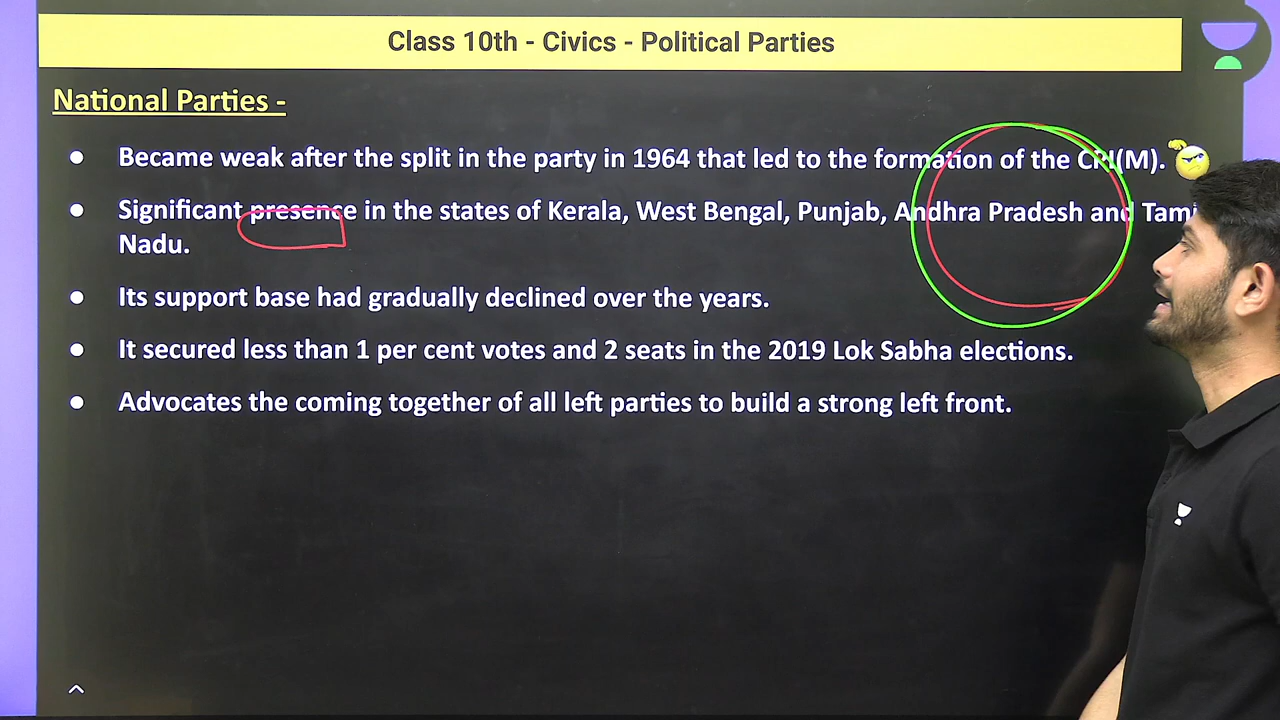 Class 10th - Civics - Political Parties
National Parties -
● Became weak after the split in the party in 1964 that led to the formation of the CPI(M).
● Significant presence in the states of Kerala, West Bengal, Punjab, Andhra Pradesh and Tami
Nadu.
● Its support base had gradually declined over the years.
● It secured less than 1 per cent votes and 2 seats in the 2019 Lok Sabha elections.
● Advocates the coming together of all left parties to build a strong left front.